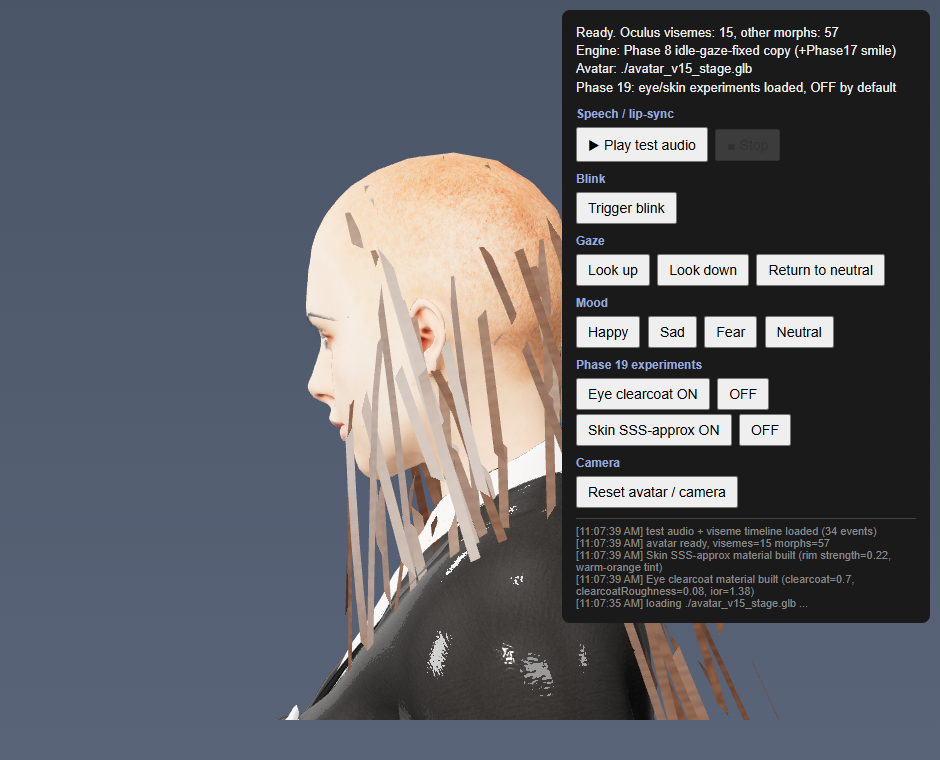 Ready. Oculus visemes: 15, other morphs: 57
Engine: Phase 8 idle-gaze-fixed copy (+Phase17 smile)
Avatar: ./avatar_v15_stage.glb
Phase 19: eye/skin experiments loaded, OFF by default
Speech / lip-sync
▶ Play test audio ■ Stop
Blink
Trigger blink
Gaze
Look up Look down Return to neutral
Mood
Happy Sad Fear Neutral
Phase 19 experiments
Eye clearcoat ON OFF
Skin SSS-approx ON OFF
Camera
Reset avatar / camera
[11:07:39 AM] test audio + viseme timeline loaded (34 events)
[11:07:39 AM] avatar ready, visemes=15 morphs=57
[11:07:39 AM] Skin SSS-approx material built (rim strength=0.22,
warm-orange tint)
[11:07:39 AM] Eye clearcoat material built (clearcoat=0.7,
clearcoatRoughness=0.08, ior=1.38)
[11:07:35 AM] loading ./avatar_v15_stage.glb ...